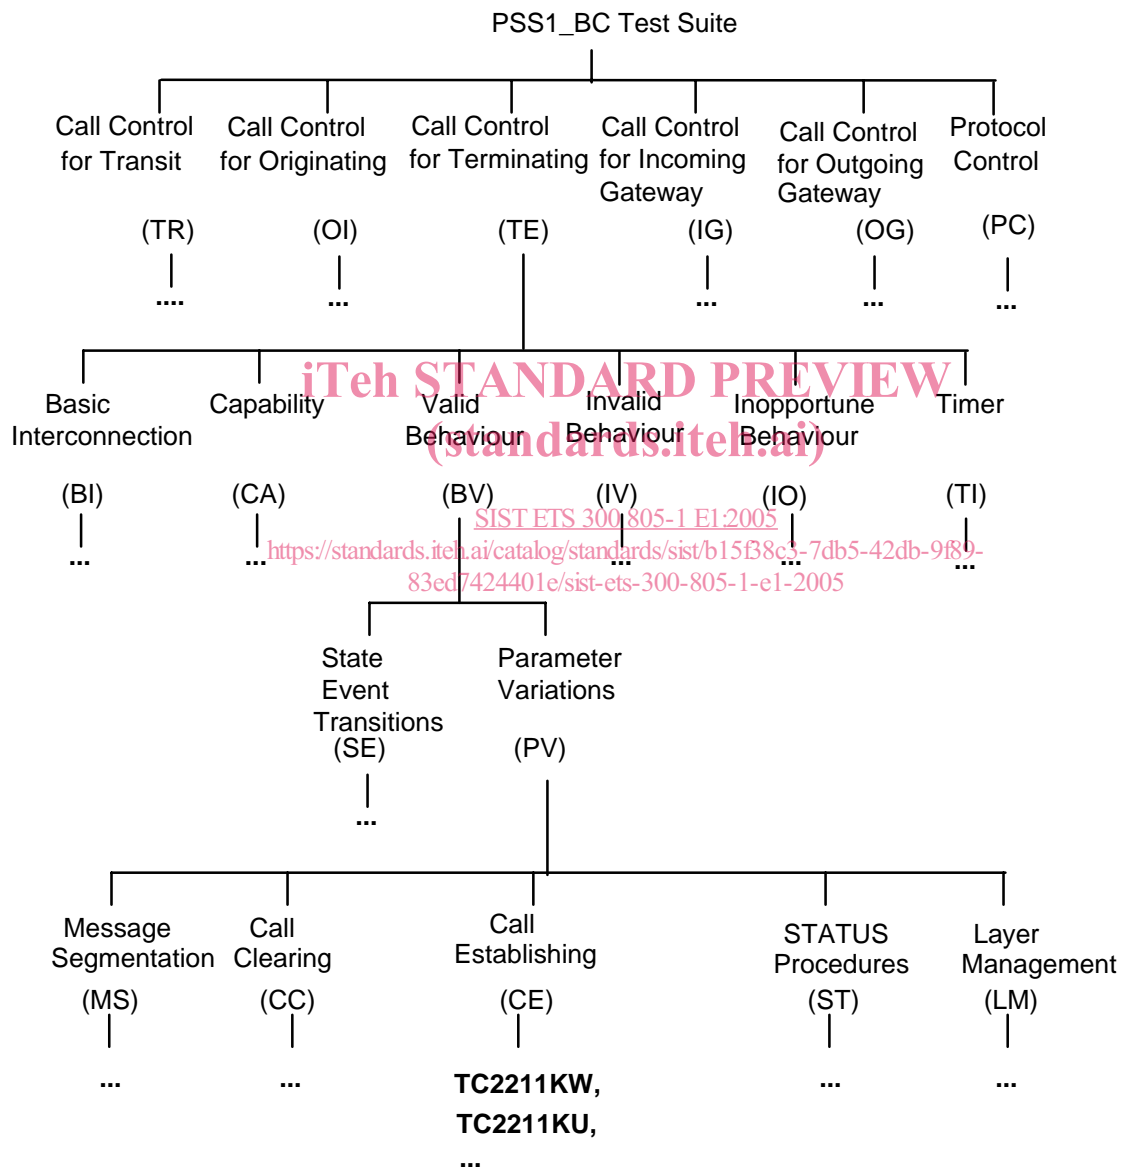 PSS1_BC Test Suite
Call Control
for Transit
(TR)
....
Call Control
for Originating
(OI)
...
Call Control
for Terminating
(TE)
Call Control
for Incoming
Gateway
(IG)
...
Call Control
for Outgoing
Gateway
(OG)
...
Protocol
Control
(PC)
...
iTeh STANDARD PREVIEW
(standards.iteh.ai)
Basic
Interconnection
(BI)
...
Capability
(CA)
...
Valid
Behaviour
(BV)
Invalid
Behaviour
(IV)
...
Inopportune
Behaviour
(IO)
...
Timer
(TI)
...
SIST ETS 300 805-1 E1:2005
https://standards.iteh.ai/catalog/standards/sist/b15f38c3-7db5-42db-9f89-
83ed7424401e/sist-ets-300-805-1-e1-2005
State
Event
Transitions
(SE)
...
Parameter
Variations
(PV)
Message
Segmentation
(MS)
...
Call
Clearing
(CC)
...
Call
Establishing
(CE)
TC2211KW,
TC2211KU,
...
STATUS
Procedures
(ST)
...
Layer
Management
(LM)
...